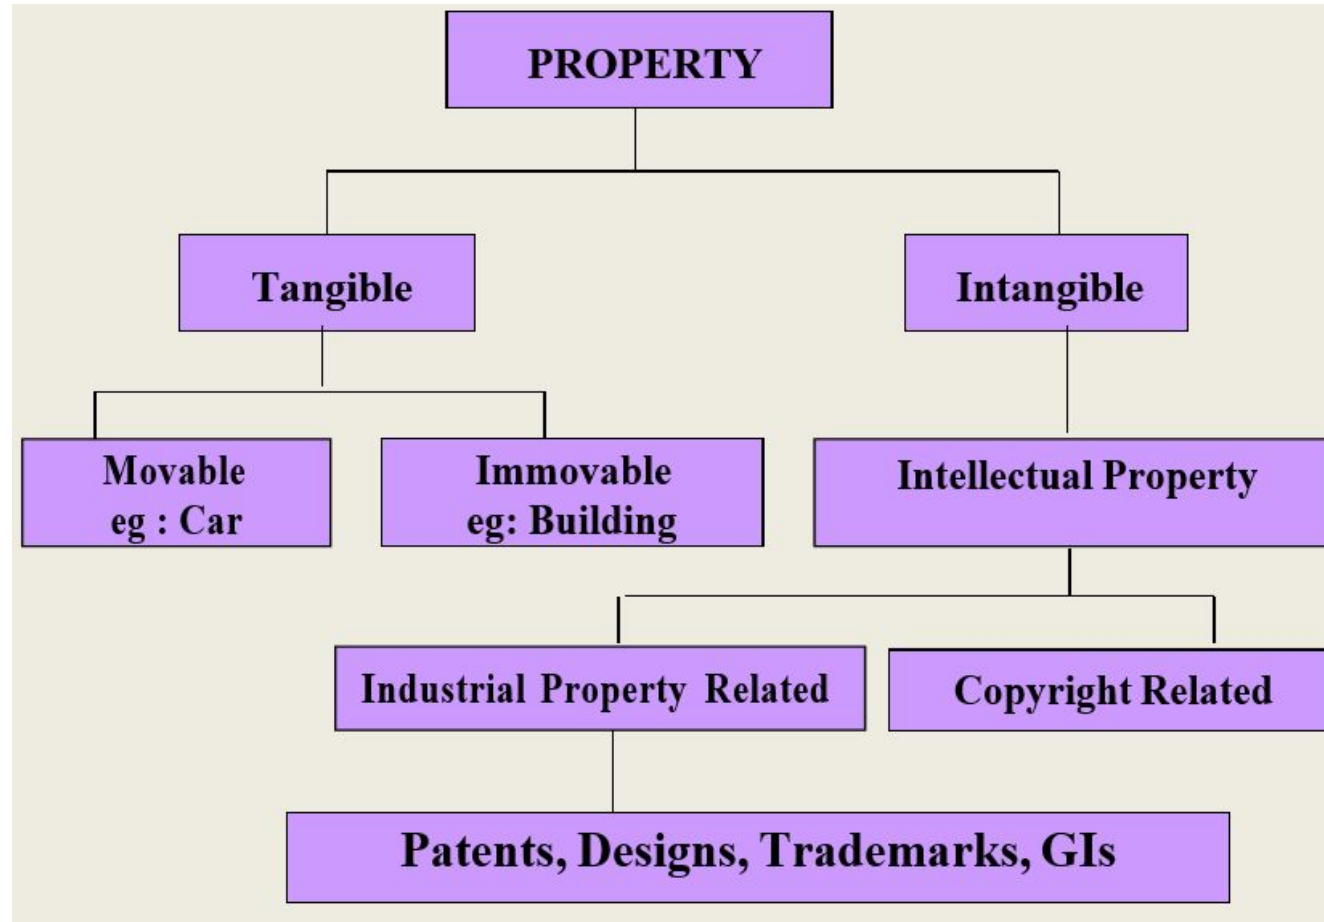 PROPERTY
Tangible
Intangible
Movable
eg : Car
Immovable
eg: Building
Intellectual Property
Industrial Property Related
Copyright Related
Patents, Designs, Trademarks, GIs